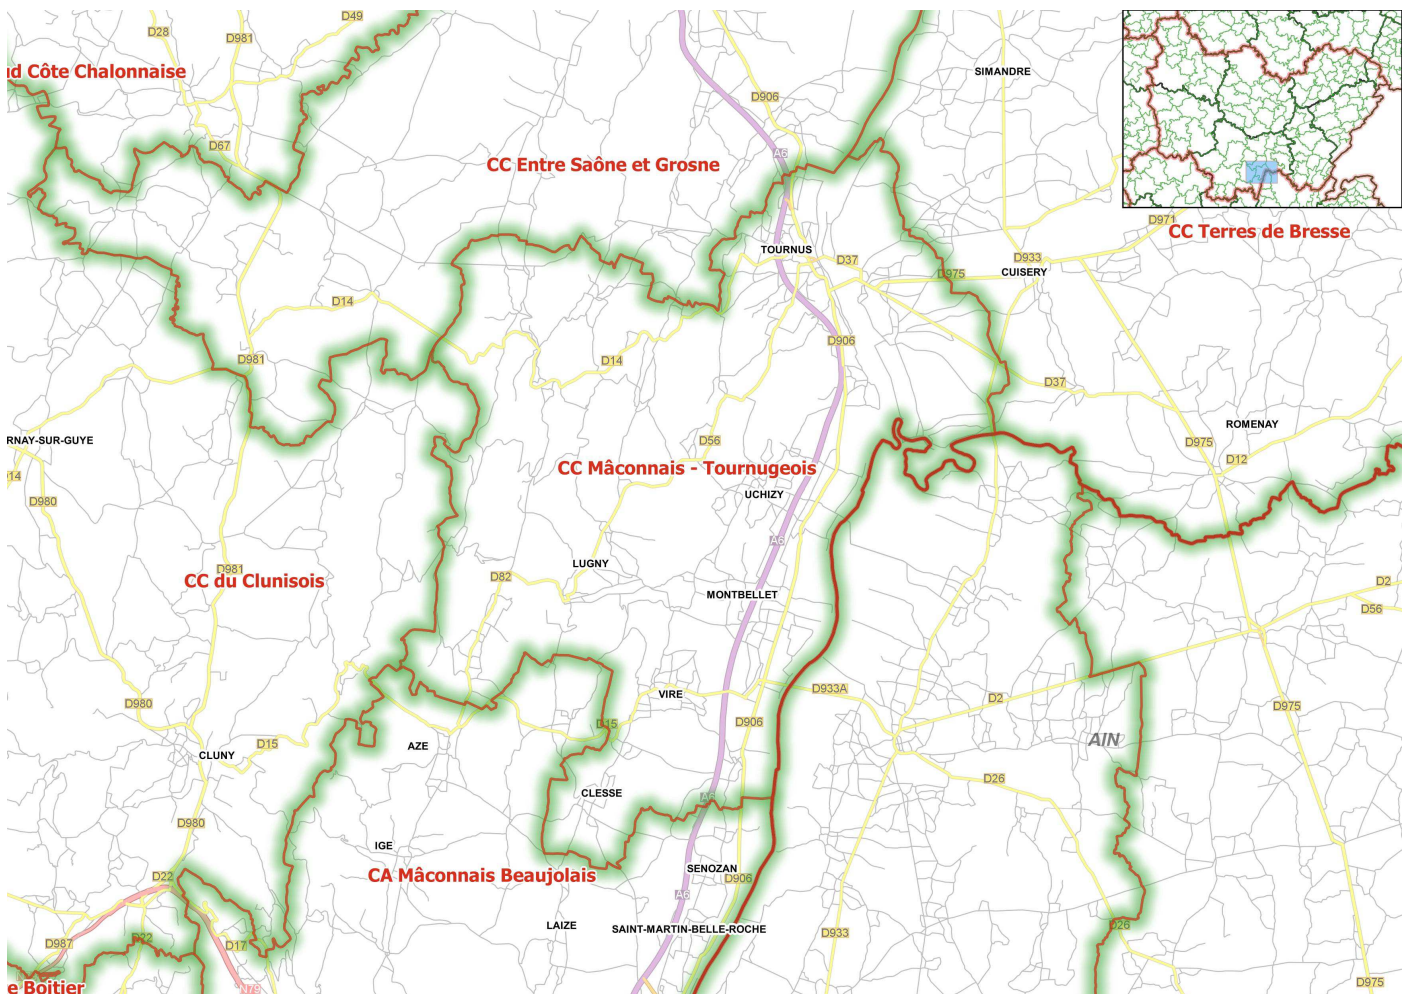 D49
D28
D981
ud Côte Chalonnaise
SIMANDRE
D906
D67
A6
CC Entre Saône et Grosne
D971
CC Terres de Bresse
TOURNUS
D37
D933
D975
CUISERY
D14
D906
D981
D14
D37
ROMENAY
RNAY-SUR-GUYE
D56
D975
D12
CC Mâconnais - Tournugeois
D14
UCHIZY
D980
A6
LUGNY
D981
D82
CC du Clunisois
D2
MONTBELLET
D56
D933A
VIRE
D2
D980
D975
D906
D15
D15
AZE
AIN
CLUNY
D26
CLESSE
A6
D980
IGE
SENOZAN
D22
CA Mâconnais Beaujolais
D906
A6
LAIZE
SAINT-MARTIN-BELLE-ROCHE
D26
D933
D22
D987
D17
D975
e Boitier
N79